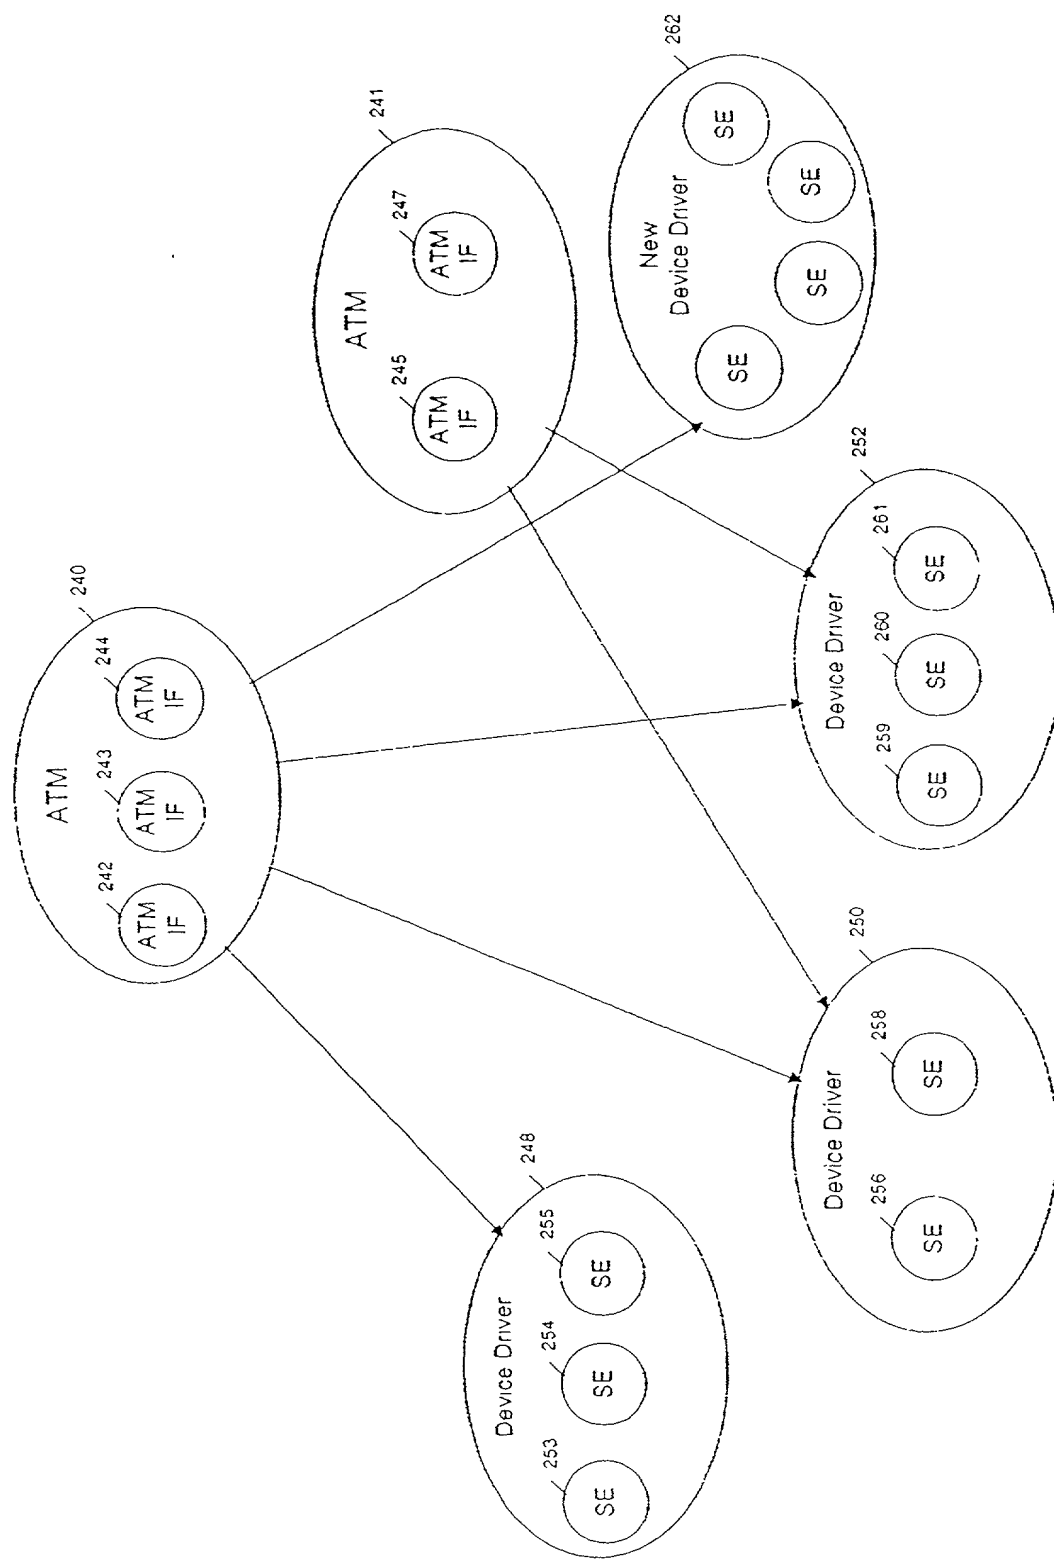 240
ATM
242
ATM
IF
243
ATM
IF
244
ATM
IF
241
ATM
245
ATM
IF
247
ATM
IF
248
Device Driver
253
SE
254
SE
255
SE
250
Device Driver
256
SE
258
SE
252
Device Driver
259
SE
260
SE
261
SE
262
New
Device Driver
SE
SE
SE
SE